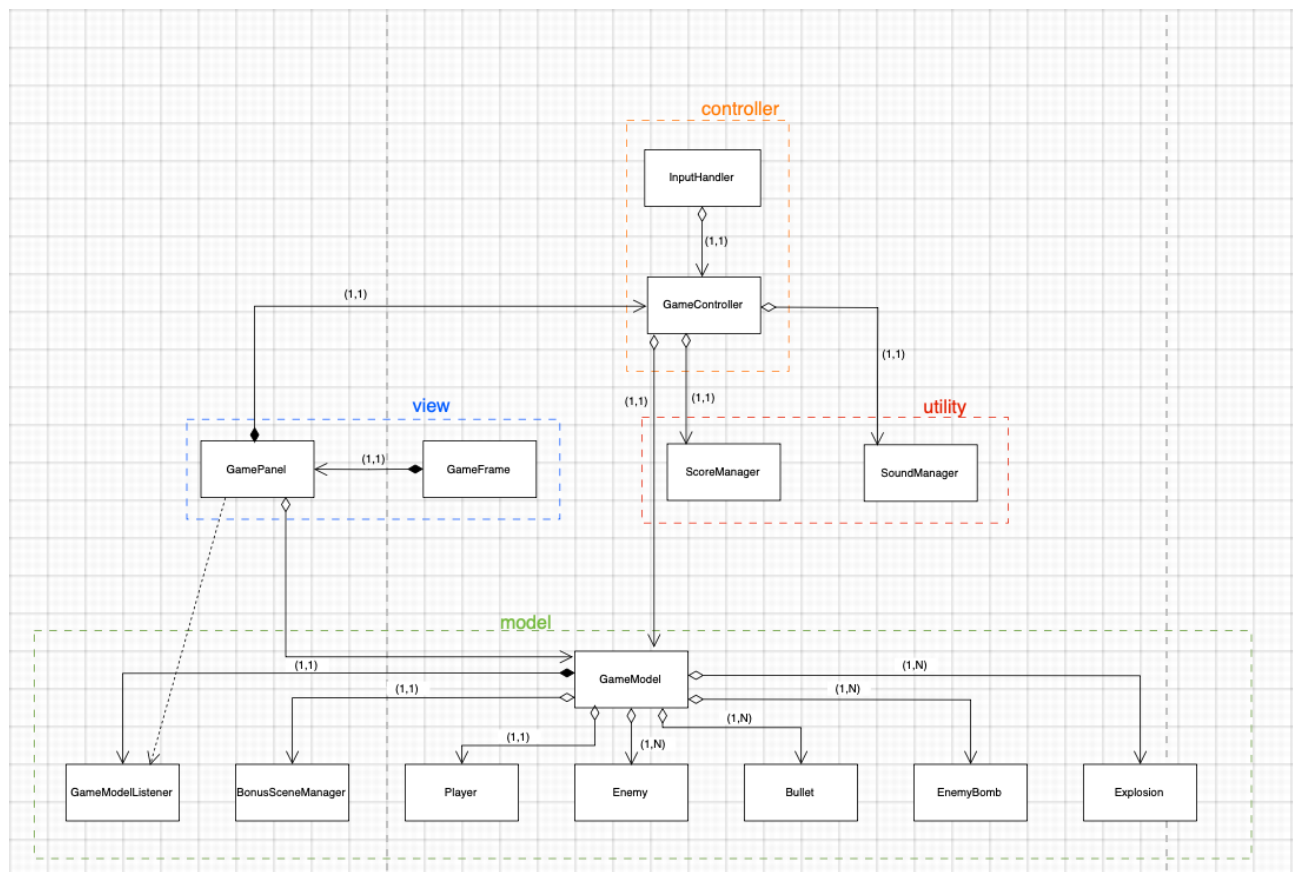 controller
InputHandler
(1,1)
GameController
(1,1)
(1,1)
(1,1)
(1,1)
view
utility
GamePanel
(1,1)
GameFrame
ScoreManager
SoundManager
model
GameModel
(1,1)
(1,N)
(1,1)
(1,N)
(1,N)
(1,1)
(1,N)
GameModelListener
BonusSceneManager
Player
Enemy
Bullet
EnemyBomb
Explosion